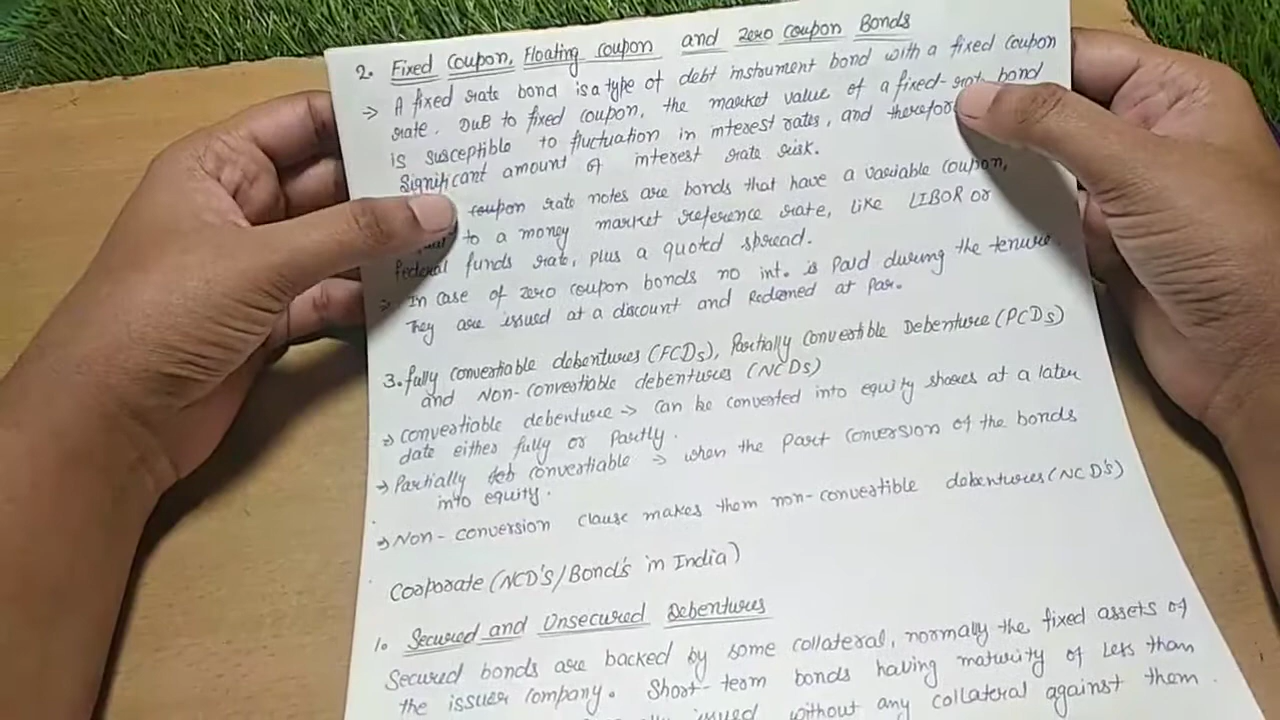 2. Fixed Coupon, Floating coupon and Zero Coupon Bonds
→ A fixed rate bond is a type of debt instrument bond with a fixed coupon
rate. Due to fixed coupon, the market value of a fixed-rate bond
is susceptible to fluctuation in interest rates, and therefor
Significant amount of interest rate risk.
coupon rate notes are bonds that have a variable coupon,
to a money market reference rate, like LIBOR or
federal funds rate, plus a quoted spread.
→ In case of zero coupon bonds no int. is Paid during the tenure
They are issued at a discount and Redemed at Par.
3. fully convertiable debentures (FCDs), Partially Convertible Debenture (PCDs)
and Non-convertiable debentures (NCDs)
→ convertiable debenture → can be converted into equity shares at a later
date either fully or Partly.
→ Partially convertiable → when the part conversion of the bonds
into equity.
→ Non-conversion clause makes them non-convertible debentures (NCD's)
Corporate (NCD's/Bond's in India)
1. Secured and Unsecured Debentures
Secured bonds are backed by some collateral, normally the fixed assets of
the issuer company. Short-term bonds having maturity of Less than
issued without any collateral against them.